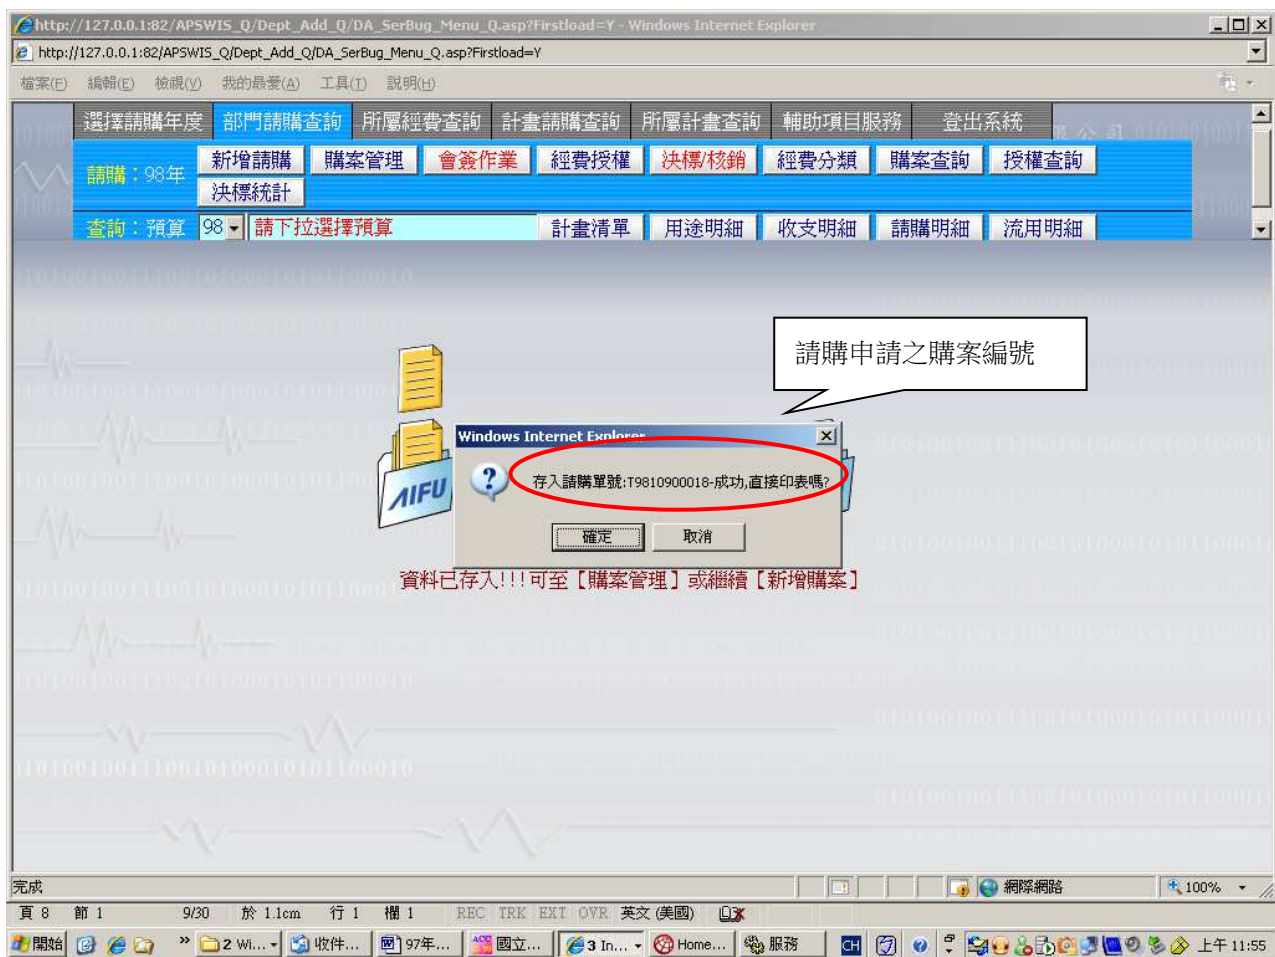 http://127.0.0.1:82/APSWIS_Q/Dept_Add_Q/DA_SerBug_Menu_Q.asp?Firstload=Y - Windows Internet Explorer
http://127.0.0.1:82/APSWIS_Q/Dept_Add_Q/DA_SerBug_Menu_Q.asp?Firstload=Y
檔案(F) 編輯(E) 檢視(V) 我的最愛(A) 工具(T) 說明(H)
選擇請購年度 部門請購查詢 所屬經費查詢 計畫請購查詢 所屬計畫查詢 輔助項目服務 登出系統
請購：98年 新增請購 購案管理 會簽作業 經費授權 決標/核銷 經費分類 購案查詢 授權查詢
決標統計
查詢：預算 98 請下拉選擇預算 計畫清單 用途明細 收支明細 請購明細 流用明細
請購申請之購案編號
Windows Internet Explorer
存入請購單號:T9810900018-成功,直接印表嗎?
AIFU
確定 取消
資料已存入!!!可至【購案管理】或繼續【新增購案】
完成 網際網路 100%
頁 8 節 1 9/30 於 1.1cm 行 1 欄 1 REC TRK EXT OVR 英文 (美國)
開始 » 2 Wi... 收件... 97年... 國立... 3 In... Home... 服務 CH 上午 11:55